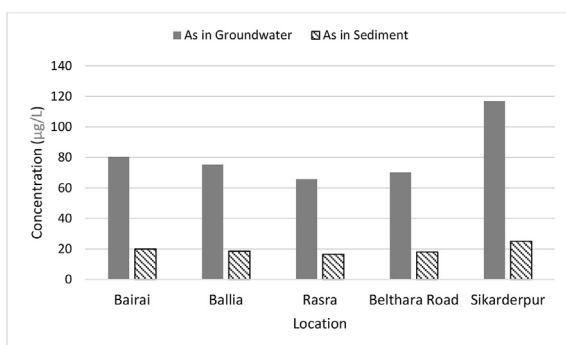 As in Groundwater As in Sediment
140
120
100
80
60
40
20
0
Concentration (µg/L)
Bairai Ballia Rasra Belthara Road Sikarderpur
Location